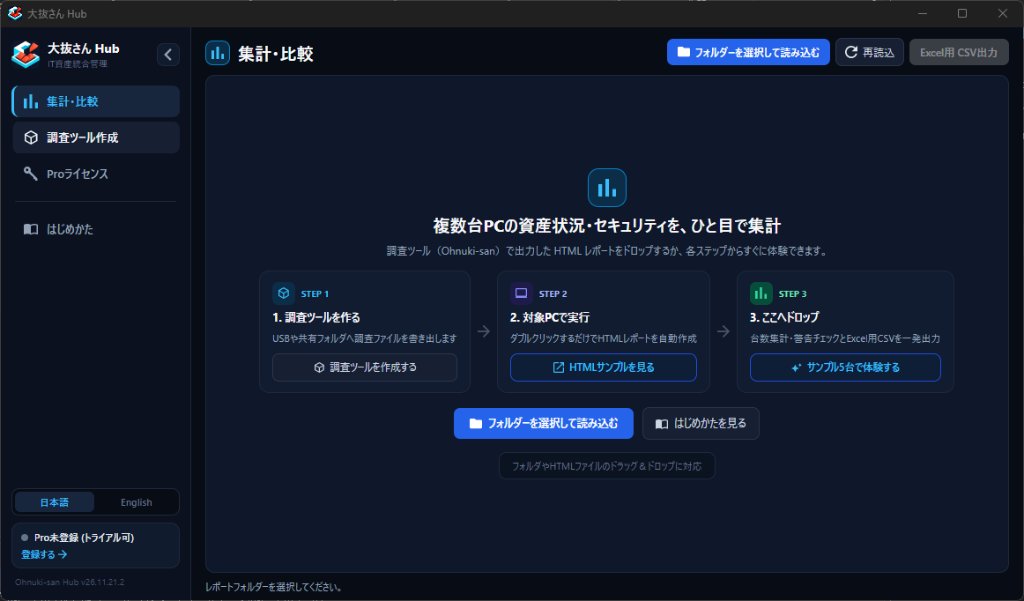 大抜さん Hub
大抜さん Hub
IT資産統合管理
集計・比較
調査ツール作成
Proライセンス
はじめかた
日本語
English
Pro未登録 (トライアル可)
登録する →
Ohnuki-san Hub v26.11.21.2
集計・比較
フォルダーを選択して読み込む
再読込
Excel用 CSV出力
複数台PCの資産状況・セキュリティを、ひと目で集計
調査ツール（Ohnuki-san）で出力した HTML レポートをドロップするか、各ステップからすぐに体験できます。
STEP 1
1. 調査ツールを作る
USBや共有フォルダへ調査ファイルを書き出します
調査ツールを作成する
→
STEP 2
2. 対象PCで実行
ダブルクリックするだけでHTMLレポートを自動作成
HTMLサンプルを見る
→
STEP 3
3. ここへドロップ
台数集計・警告チェックとExcel用CSVを一発出力
サンプル5台で体験する
フォルダーを選択して読み込む
はじめかたを見る
フォルダやHTMLファイルのドラッグ＆ドロップに対応
レポートフォルダーを選択してください。